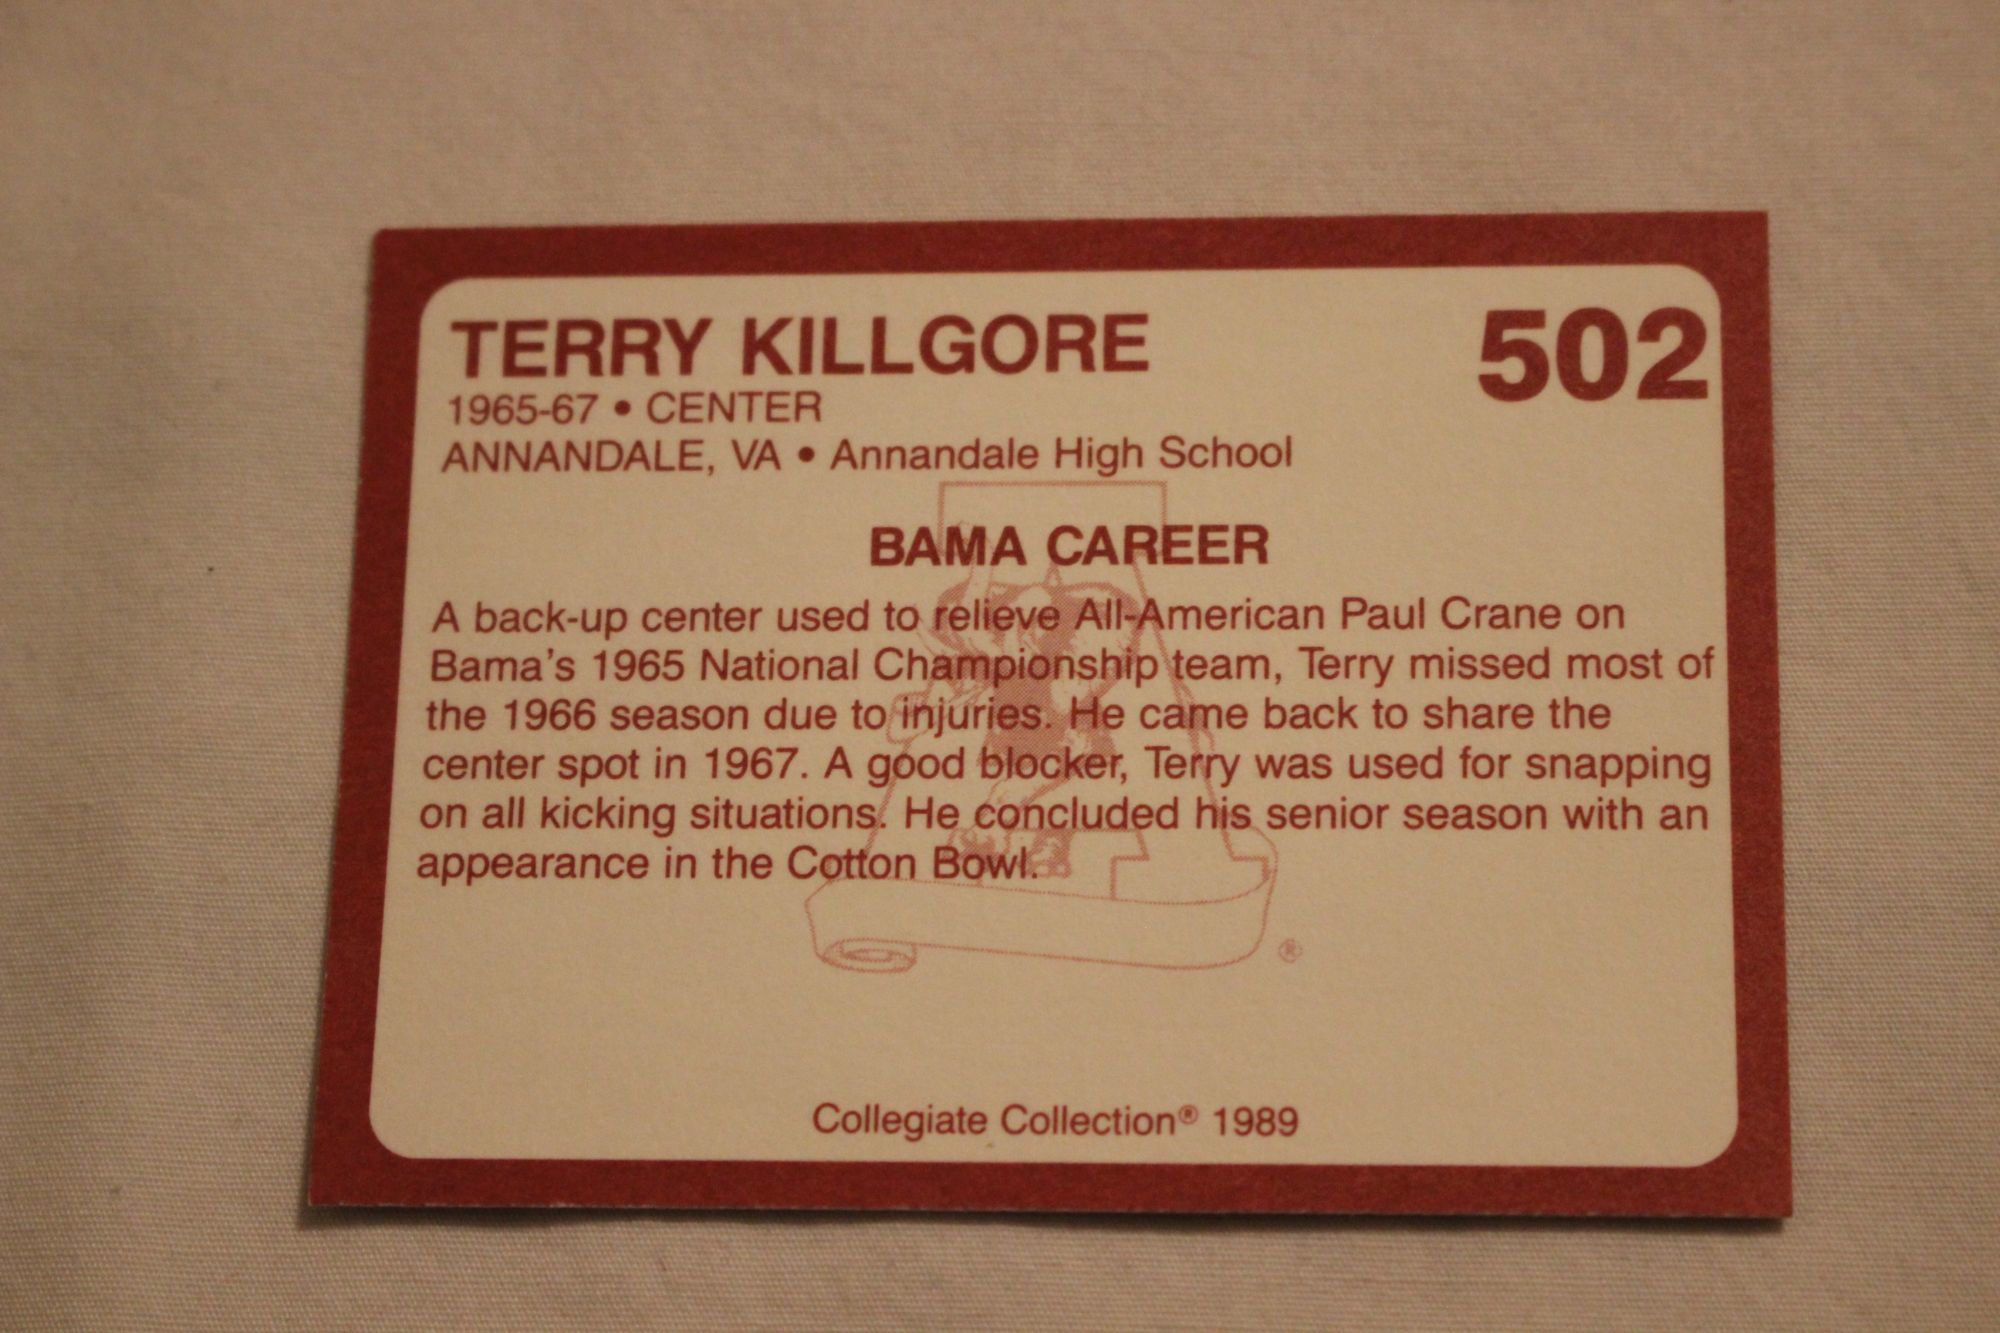 TERRY KILLGORE 502
1965-67 • CENTER
ANNANDALE, VA • Annandale High School
BAMA CAREER
A back-up center used to relieve All-American Paul Crane on
Bama's 1965 National Championship team, Terry missed most of
the 1966 season due to injuries. He came back to share the
center spot in 1967. A good blocker, Terry was used for snapping
on all kicking situations. He concluded his senior season with an
appearance in the Cotton Bowl.
®
Collegiate Collection® 1989